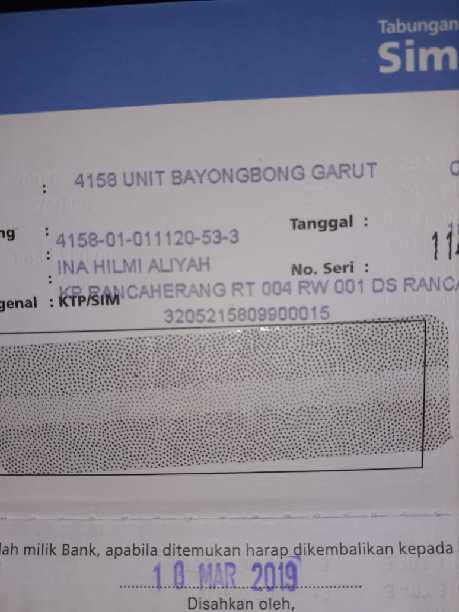 Tabungan
Sim
: 4158 UNIT BAYONGBONG GARUT
ng : 4158-01-011120-53-3 Tanggal :
: INA HILMI ALIYAH No. Seri :
: KP RANCAHERANG RT 004 RW 001 DS RANCA
genal : KTP/SIM 3205215809900015
lah milik Bank, apabila ditemukan harap dikembalikan kepada
MAR 2019
Disahkan oleh,